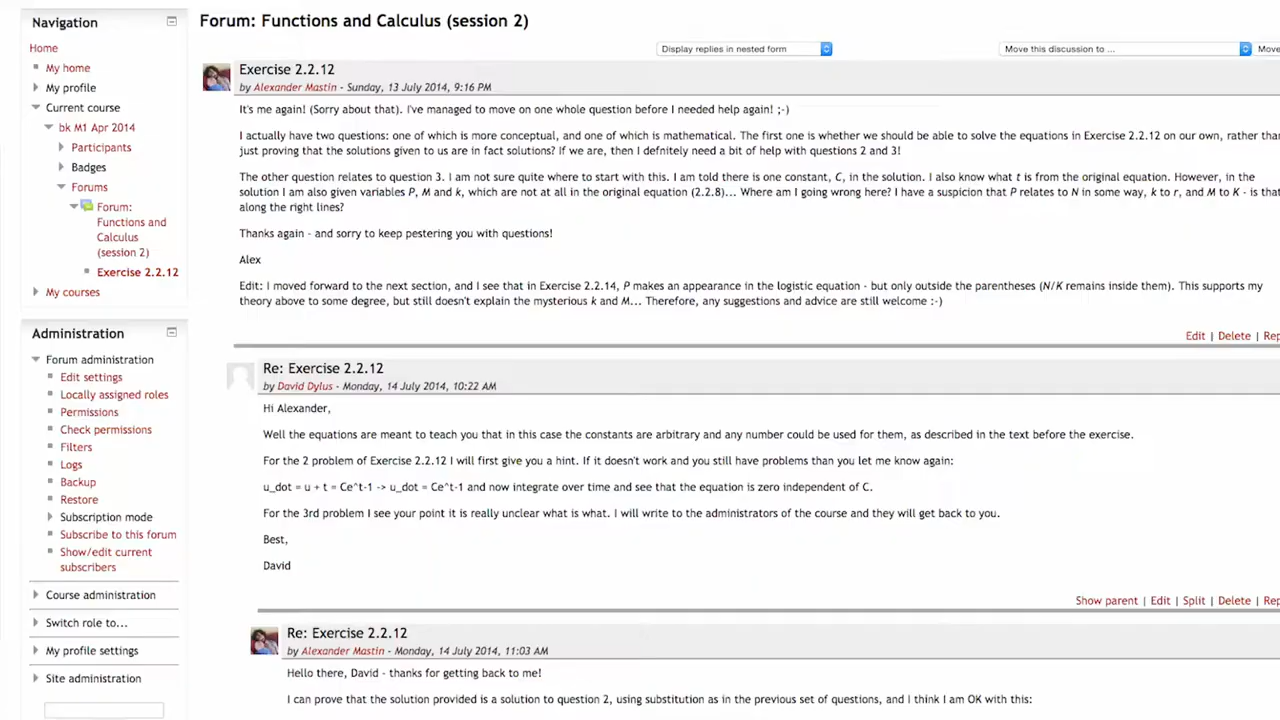 Navigation
Home
My home
My profile
Current course
bk M1 Apr 2014
Participants
Badges
Forums
Forum:
Functions and
Calculus
(session 2)
Exercise 2.2.12
My courses
Administration
Forum administration
Edit settings
Locally assigned roles
Permissions
Check permissions
Filters
Logs
Backup
Restore
Subscription mode
Subscribe to this forum
Show/edit current
subscribers
Course administration
Switch role to...
My profile settings
Site administration
Forum: Functions and Calculus (session 2)
Display replies in nested form
Move this discussion to ...
Move
Exercise 2.2.12
by Alexander Mastin - Sunday, 13 July 2014, 9:16 PM
It's me again! (Sorry about that). I've managed to move on one whole question before I needed help again! ;-)
I actually have two questions: one of which is more conceptual, and one of which is mathematical. The first one is whether we should be able to solve the equations in Exercise 2.2.12 on our own, rather than
just proving that the solutions given to us are in fact solutions? If we are, then I defnitely need a bit of help with questions 2 and 3!
The other question relates to question 3. I am not sure quite where to start with this. I am told there is one constant, C, in the solution. I also know what t is from the original equation. However, in the
solution I am also given variables P, M and k, which are not at all in the original equation (2.2.8)... Where am I going wrong here? I have a suspicion that P relates to N in some way, k to r, and M to K - is that
along the right lines?
Thanks again - and sorry to keep pestering you with questions!
Alex
Edit: I moved forward to the next section, and I see that in Exercise 2.2.14, P makes an appearance in the logistic equation - but only outside the parentheses (N/K remains inside them). This supports my
theory above to some degree, but still doesn't explain the mysterious k and M... Therefore, any suggestions and advice are still welcome :-)
Edit | Delete | Rep
Re: Exercise 2.2.12
by David Dylus - Monday, 14 July 2014, 10:22 AM
Hi Alexander,
Well the equations are meant to teach you that in this case the constants are arbitrary and any number could be used for them, as described in the text before the exercise.
For the 2 problem of Exercise 2.2.12 I will first give you a hint. If it doesn't work and you still have problems than you let me know again:
u_dot = u + t = Ce^t-1 -> u_dot = Ce^t-1 and now integrate over time and see that the equation is zero independent of C.
For the 3rd problem I see your point it is really unclear what is what. I will write to the administrators of the course and they will get back to you.
Best,
David
Show parent | Edit | Split | Delete | Rep
Re: Exercise 2.2.12
by Alexander Mastin - Monday, 14 July 2014, 11:03 AM
Hello there, David - thanks for getting back to me!
I can prove that the solution provided is a solution to question 2, using substitution as in the previous set of questions, and I think I am OK with this: